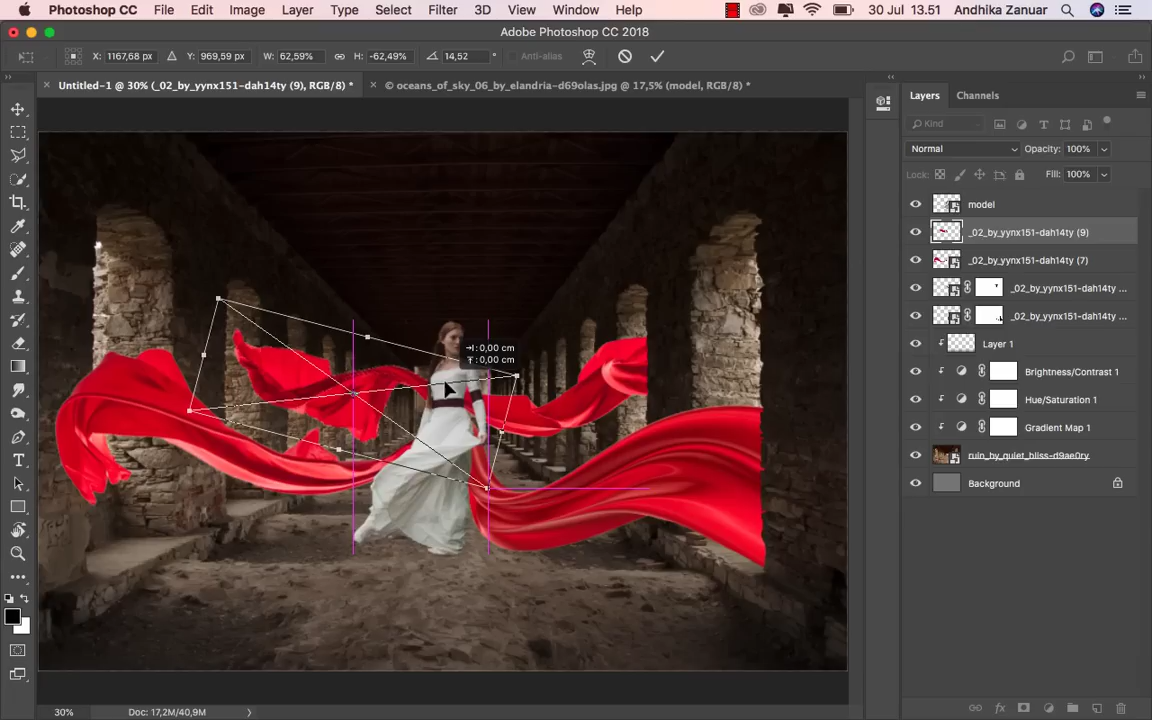 Photoshop CC File Edit Image Layer Type Select Filter 3D View Window Help 30 Jul 13.51 Andhika Zanuar
Adobe Photoshop CC 2018
X: 1167,68 px Y: 969,59 px W: 62,59% H: -62,49% 14,52 ° Anti-alias
Untitled-1 @ 30% (_02_by_yynx151-dah14ty (9), RGB/8) * © oceans_of_sky_06_by_elandria-d69olas.jpg @ 17,5% (model, RGB/8) *
Layers Channels
Kind
Normal Opacity: 100%
Lock: Fill: 100%
model
_02_by_yynx151-dah14ty (9)
_02_by_yynx151-dah14ty (7)
_02_by_yynx151-dah14ty ...
_02_by_yynx151-dah14ty ...
Layer 1
Brightness/Contrast 1
Hue/Saturation 1
Gradient Map 1
ruin_by_quiet_bliss-d9ae0ry
Background
: 0,00 cm
: 0,00 cm
30% Doc: 17,2M/40,9M